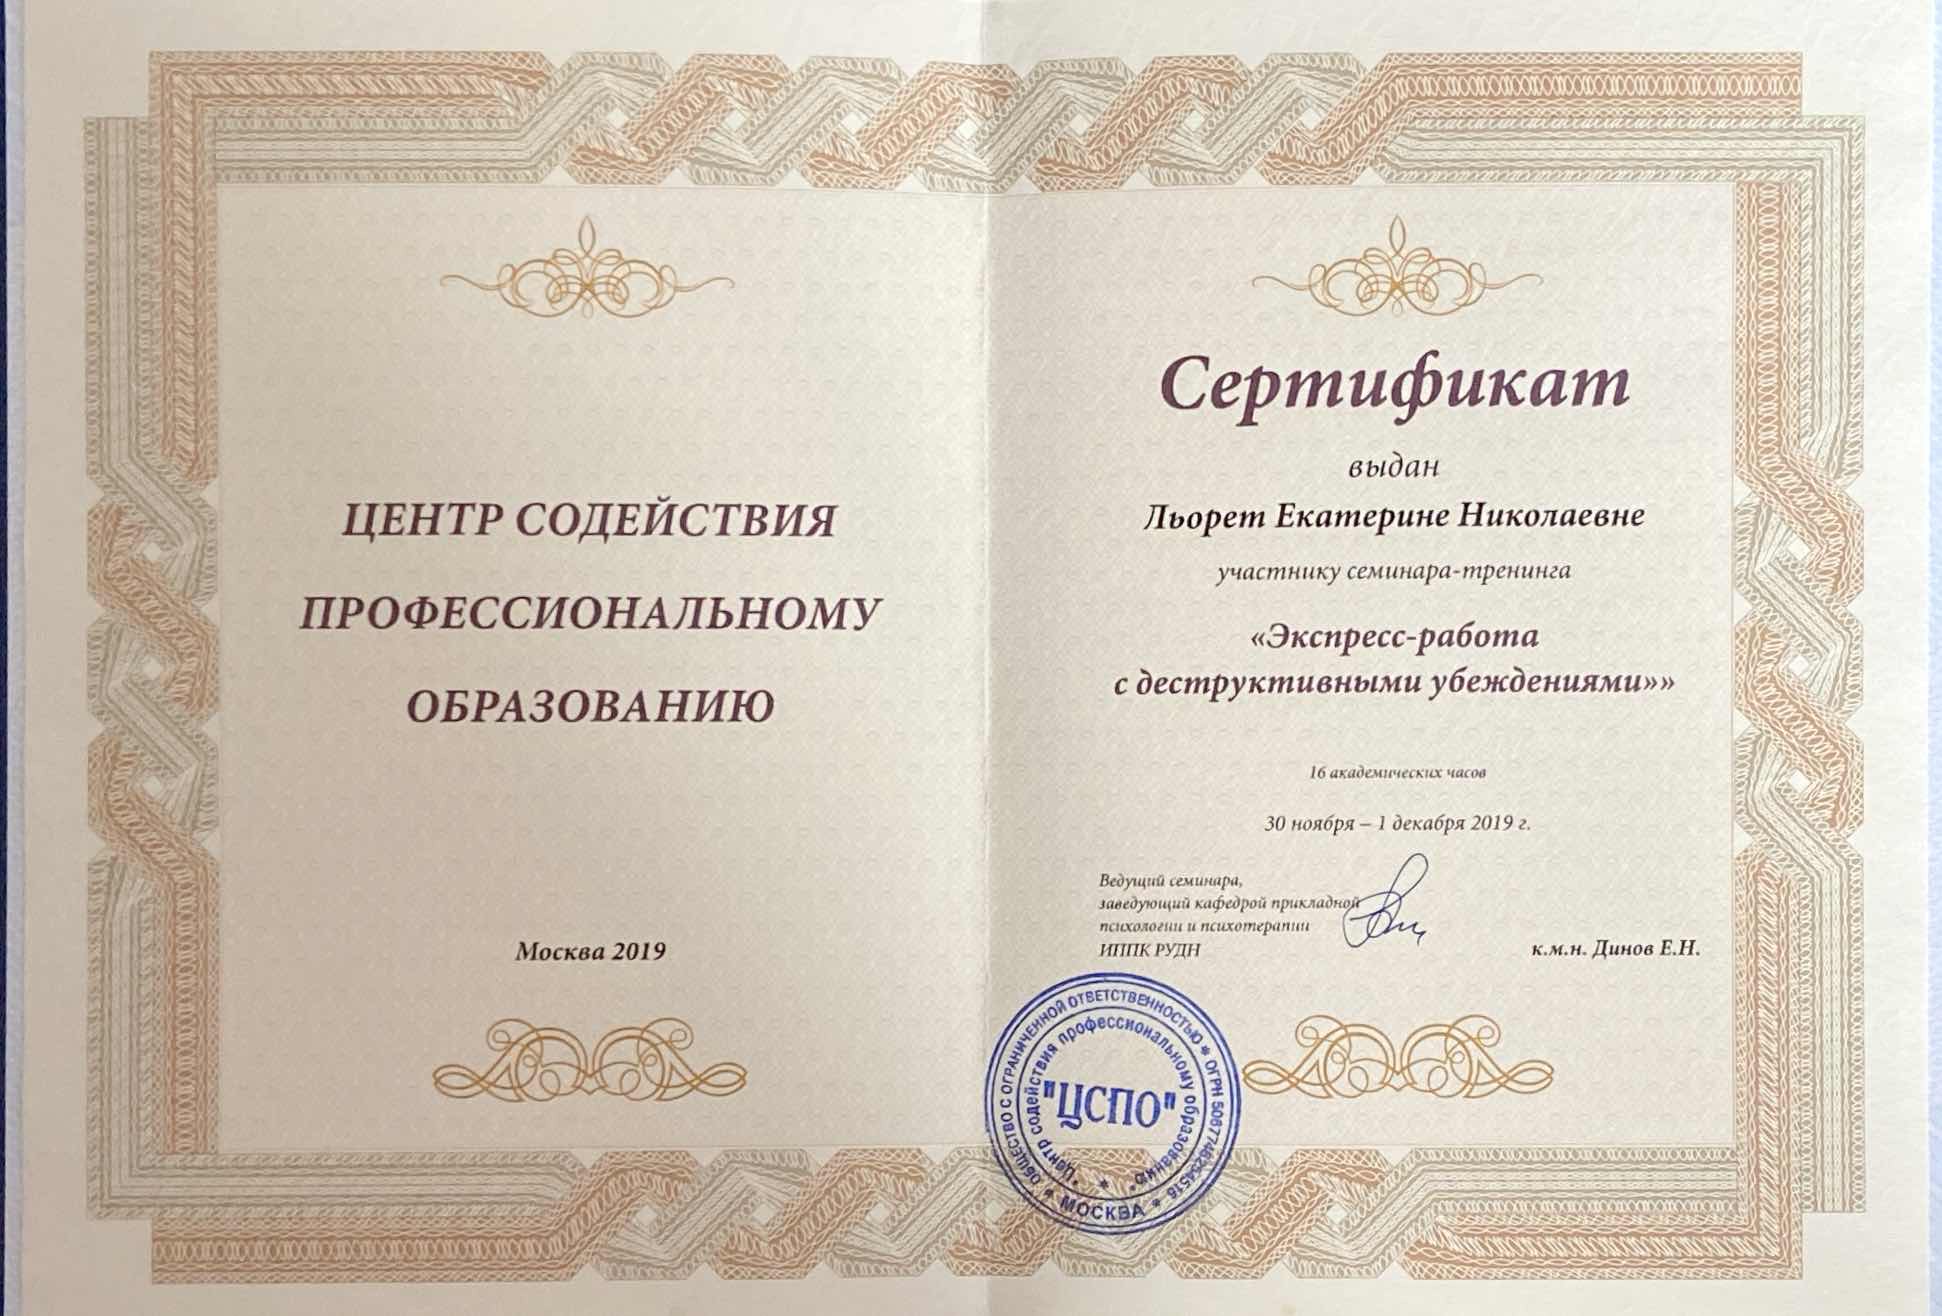 ЦЕНТР СОДЕЙСТВИЯ
ПРОФЕССИОНАЛЬНОМУ
ОБРАЗОВАНИЮ
Москва 2019
Сертификат
выдан
Льорет Екатерине Николаевне
участнику семинара-тренинга
«Экспресс-работа
с деструктивными убеждениями»»
16 академических часов
30 ноября – 1 декабря 2019 г.
Ведущий семинара,
заведующий кафедрой прикладной
психологии и психотерапии
ИППК РУДН
к.м.н. Динов Е.Н.
ОБЩЕСТВО С ОГРАНИЧЕННОЙ ОТВЕТСТВЕННОСТЬЮ * ОГРН 5087746254516 * МОСКВА *
"Центр содействия профессиональному образованию" *
"ЦСПО"